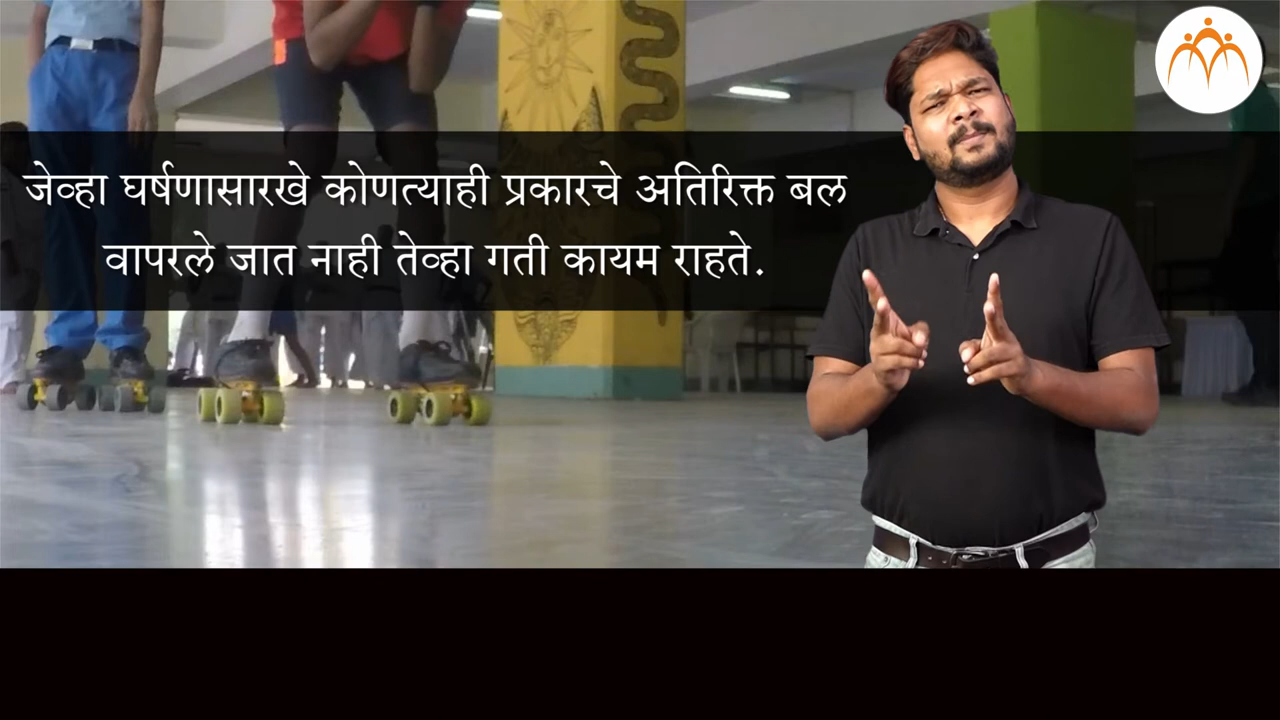 जेव्हा घर्षणासारखे कोणत्याही प्रकारचे अतिरिक्त बल
वापरले जात नाही तेव्हा गती कायम राहते.